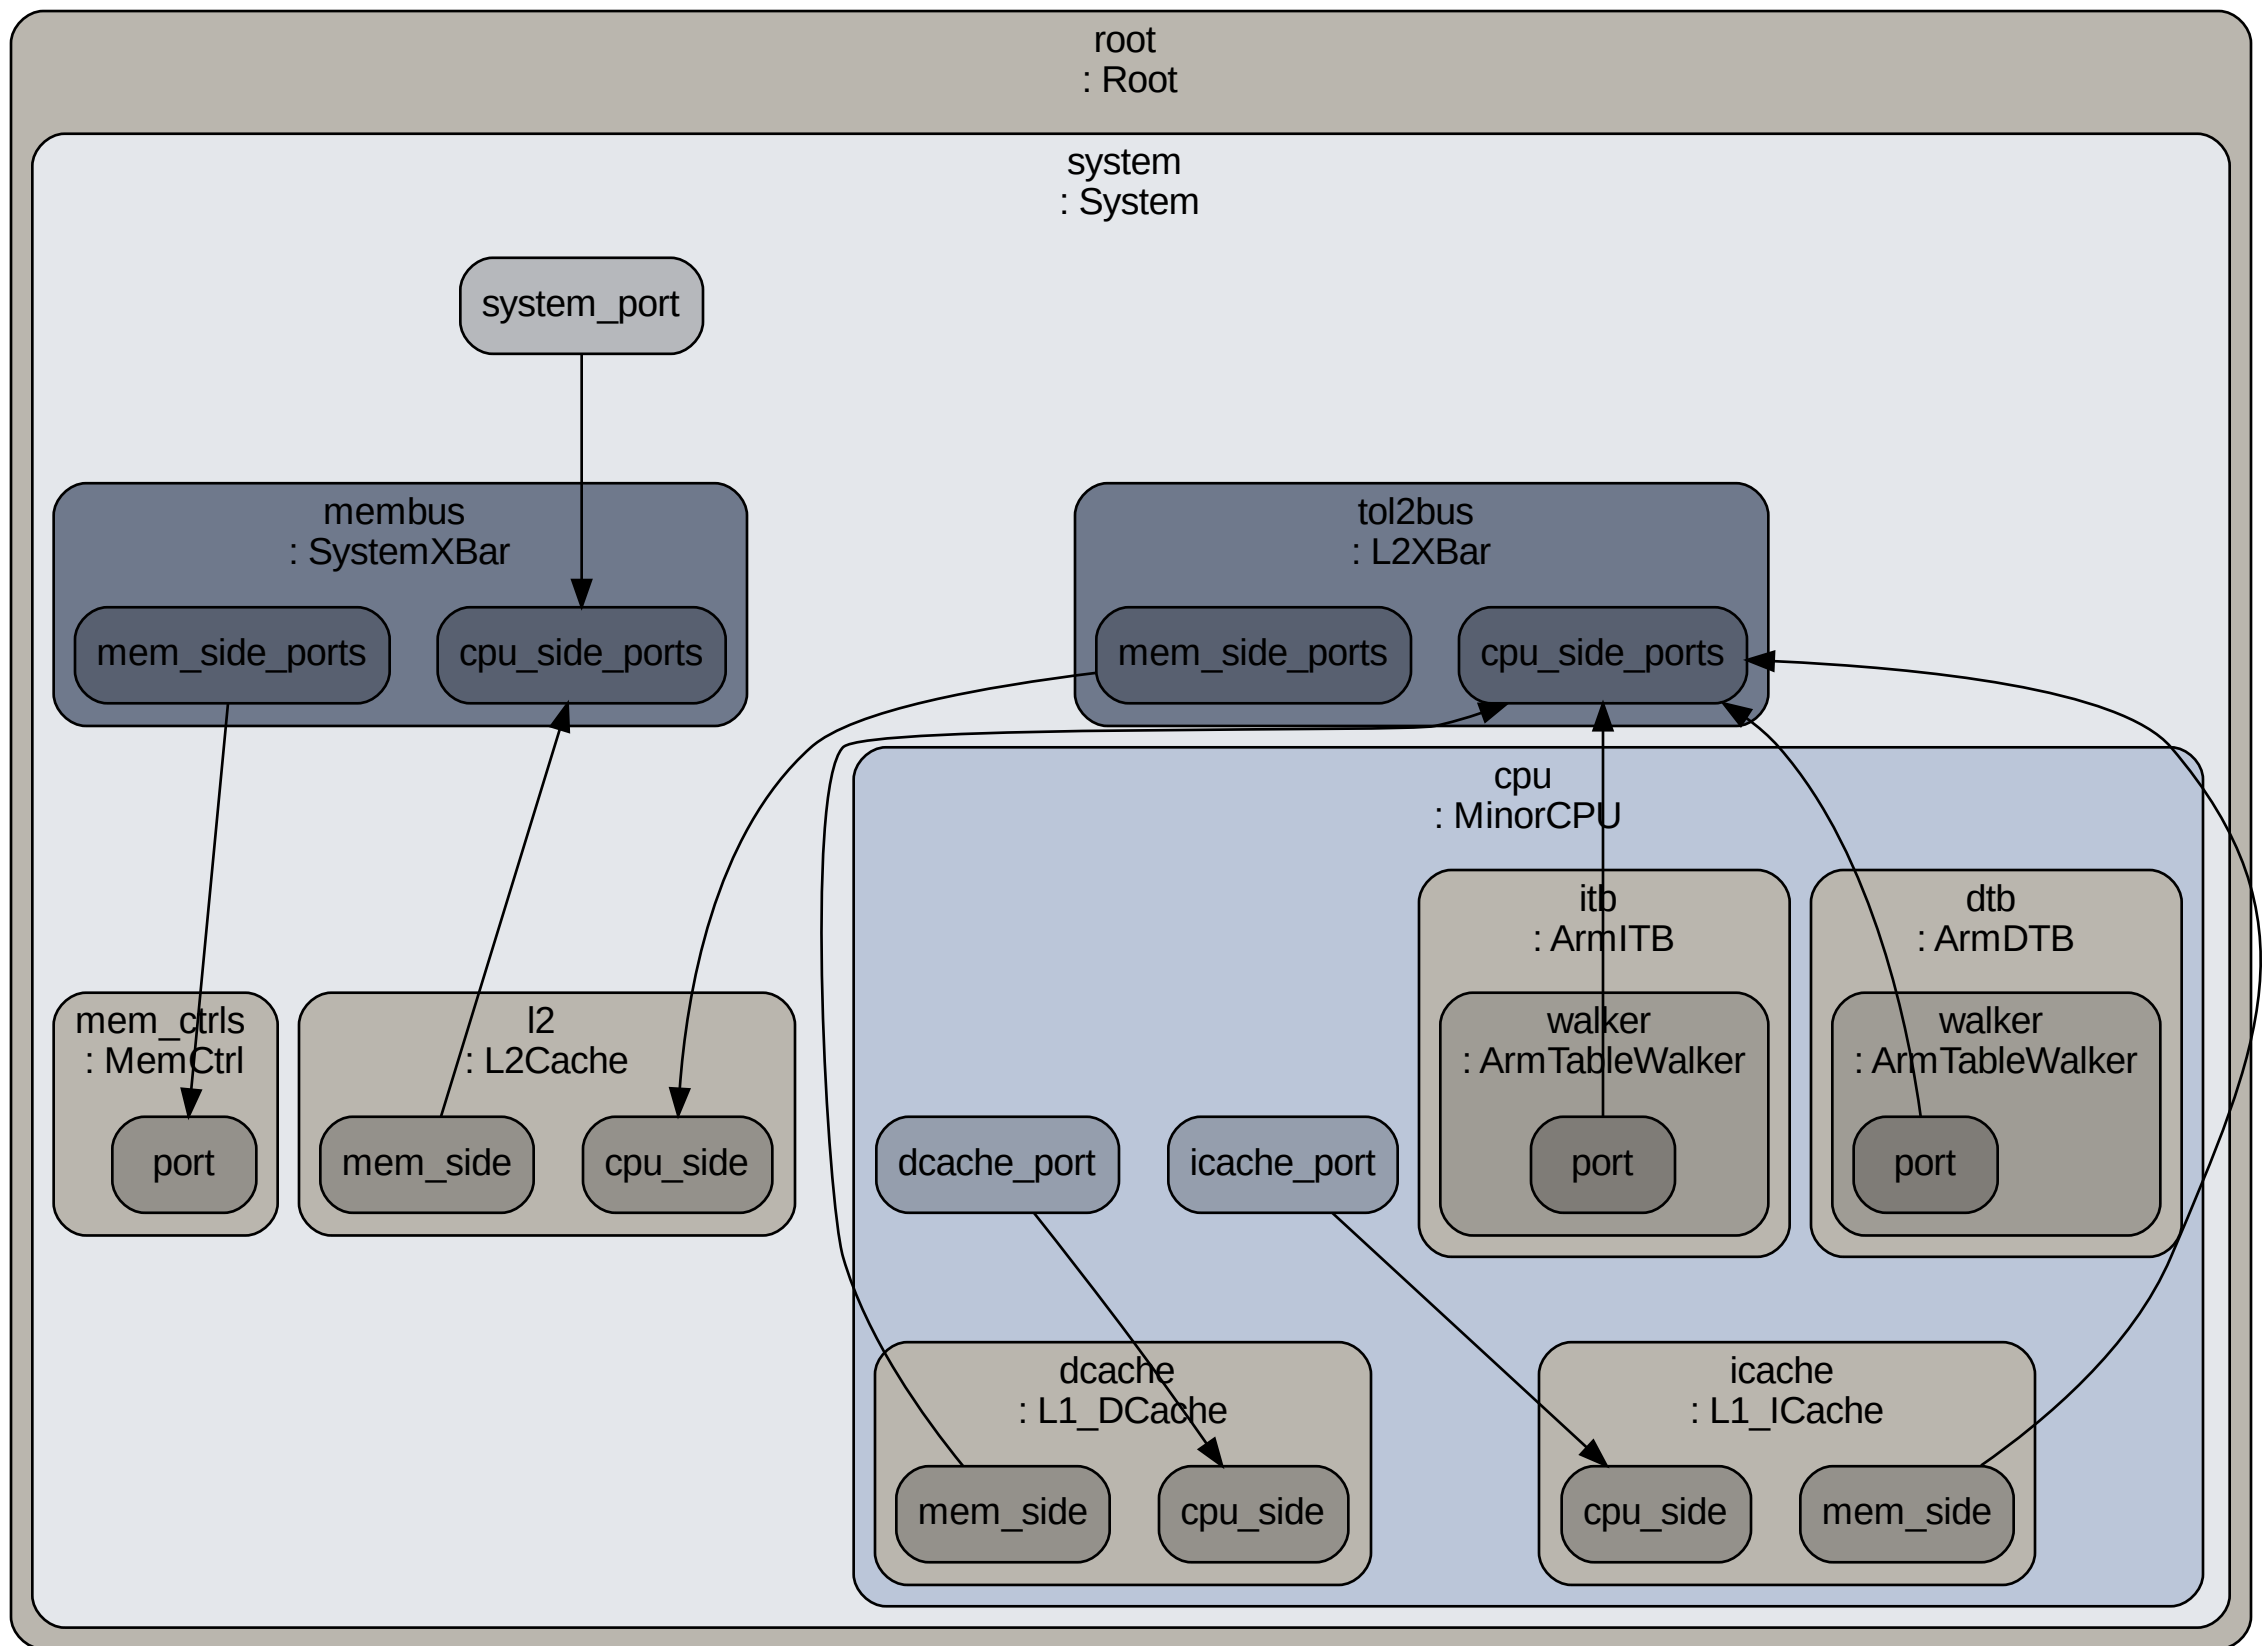 root
: Root
system
: System
system_port
membus
: SystemXBar
mem_side_ports
cpu_side_ports
tol2bus
: L2XBar
mem_side_ports
cpu_side_ports
cpu
: MinorCPU
itb
: ArmITB
walker
: ArmTableWalker
port
dtb
: ArmDTB
walker
: ArmTableWalker
port
mem_ctrls
: MemCtrl
port
l2
: L2Cache
mem_side
cpu_side
dcache_port
icache_port
dcache
: L1_DCache
mem_side
cpu_side
icache
: L1_ICache
cpu_side
mem_side